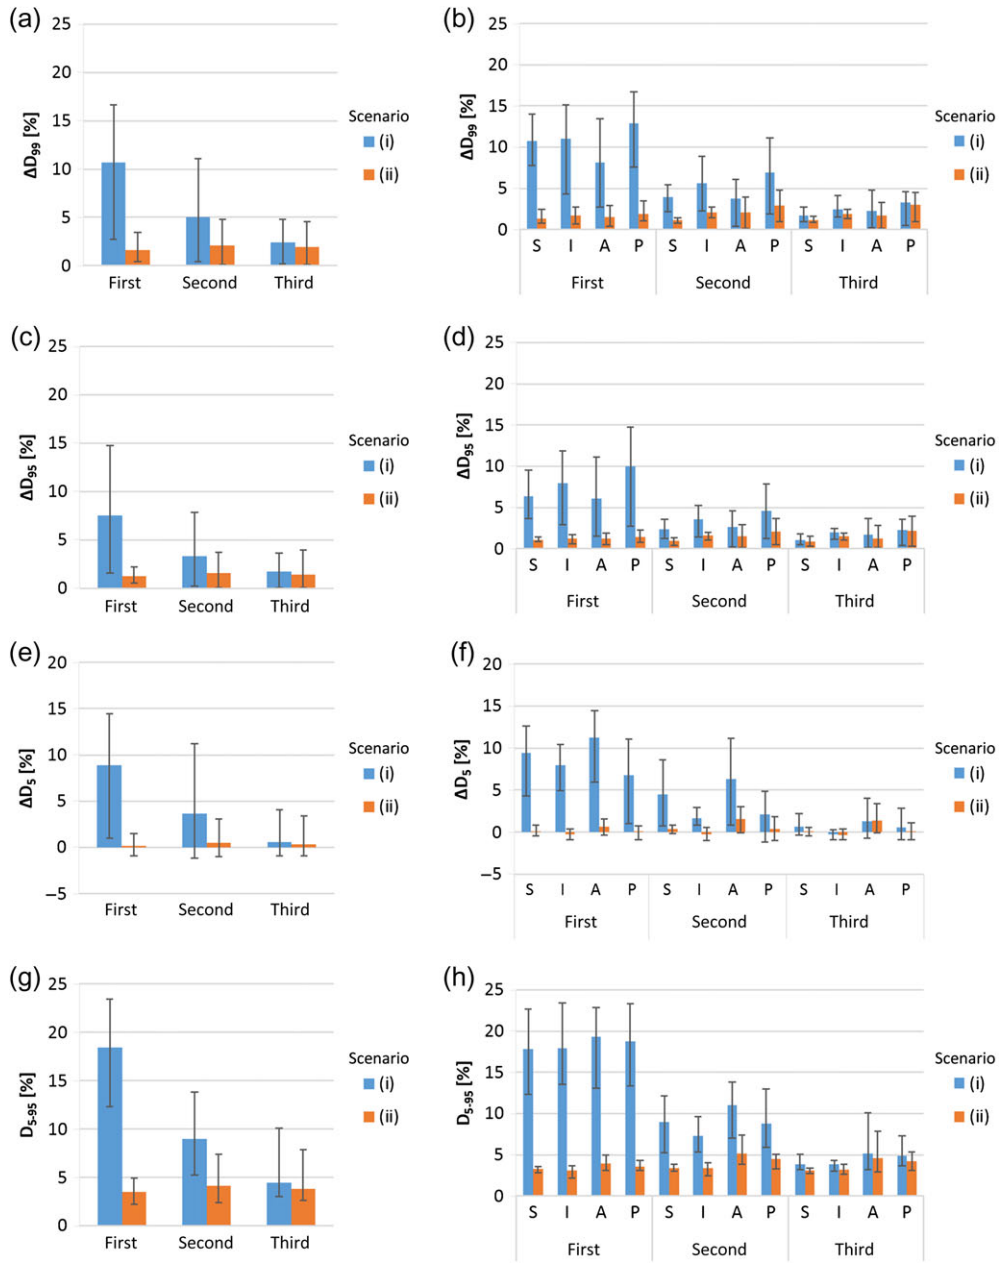 (a)
25
20
15
10
5
0
ΔD99 [%]
First Second Third
Scenario
(i)
(ii)
(b)
25
20
15
10
5
0
ΔD99 [%]
S I A P S I A P S I A P
First Second Third
Scenario
(i)
(ii)
(c)
25
20
15
10
5
0
ΔD95 [%]
First Second Third
Scenario
(i)
(ii)
(d)
25
20
15
10
5
0
ΔD95 [%]
S I A P S I A P S I A P
First Second Third
Scenario
(i)
(ii)
(e)
20
15
10
5
0
–5
ΔD5 [%]
First Second Third
Scenario
(i)
(ii)
(f)
20
15
10
5
0
–5
ΔD5 [%]
S I A P S I A P S I A P
First Second Third
Scenario
(i)
(ii)
(g)
25
20
15
10
5
0
D5-95 [%]
First Second Third
Scenario
(i)
(ii)
(h)
25
20
15
10
5
0
D5-95 [%]
S I A P S I A P S I A P
First Second Third
Scenario
(i)
(ii)